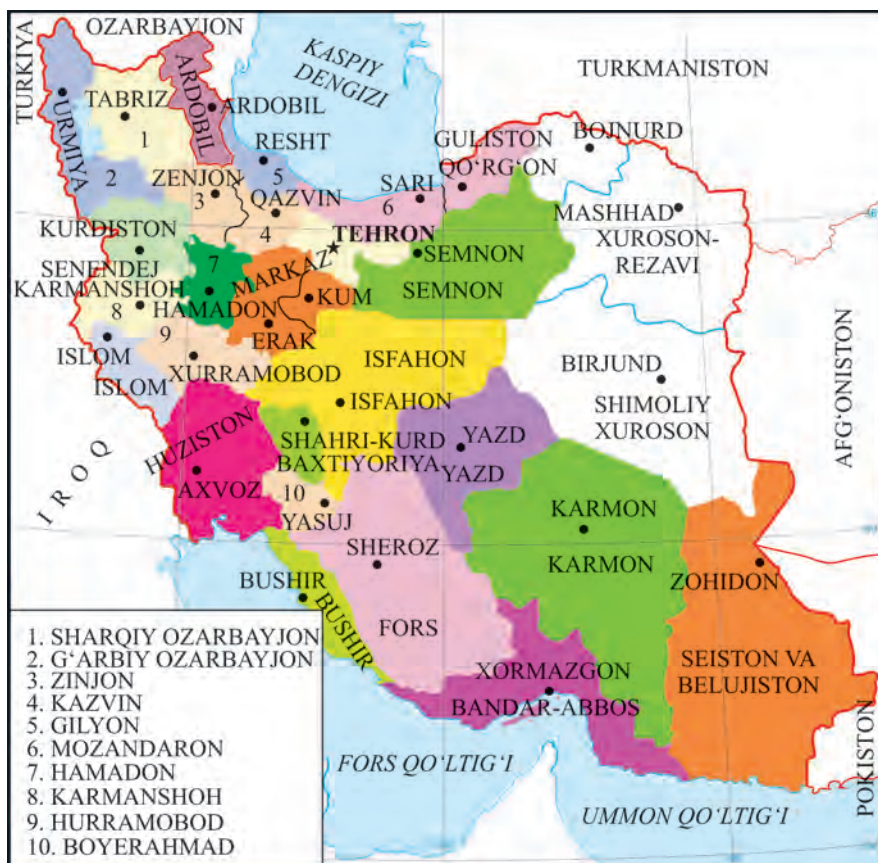 OZARBAYJON
TURKIYA
KASPIY
DENGIZI
TURKMANISTON
TABRIZ
1
ARDOBIL
ARDOBIL
URMIYA
2
RESHT
5
GULISTON
QO‘RG‘ON
BOJNURD
ZENJON
3
QAZVIN
4
SARI
6
MASHHAD
XUROSON-
REZAVI
KURDISTON
SENENDEJ
TEHRON
SEMNON
SEMNON
7
MARKAZ
KARMANSHOH
8
HAMADON
KUM
9
ERAK
ISLOM
ISLOM
XURRAMOBOD
ISFAHON
ISFAHON
BIRJUND
SHIMOLIY
XUROSON
AFG‘ONISTON
IROQ
HUZISTON
AXVOZ
SHAHRI-KURD
BAXTIYORIYA
YAZD
YAZD
10
YASUJ
KARMON
KARMON
SHEROZ
FORS
BUSHIR
BUSHIR
ZOHIDON
SEISTON VA
BELUJISTON
XORMAZGON
BANDAR-ABBOS
FORS QO‘LTIG‘I
UMMON QO‘LTIG‘I
POKISTON
1. SHARQIY OZARBAYJON
2. G‘ARBIY OZARBAYJON
3. ZINJON
4. KAZVIN
5. GILYON
6. MOZANDARON
7. HAMADON
8. KARMANSHOH
9. HURRAMOBOD
10. BOYERAHMAD